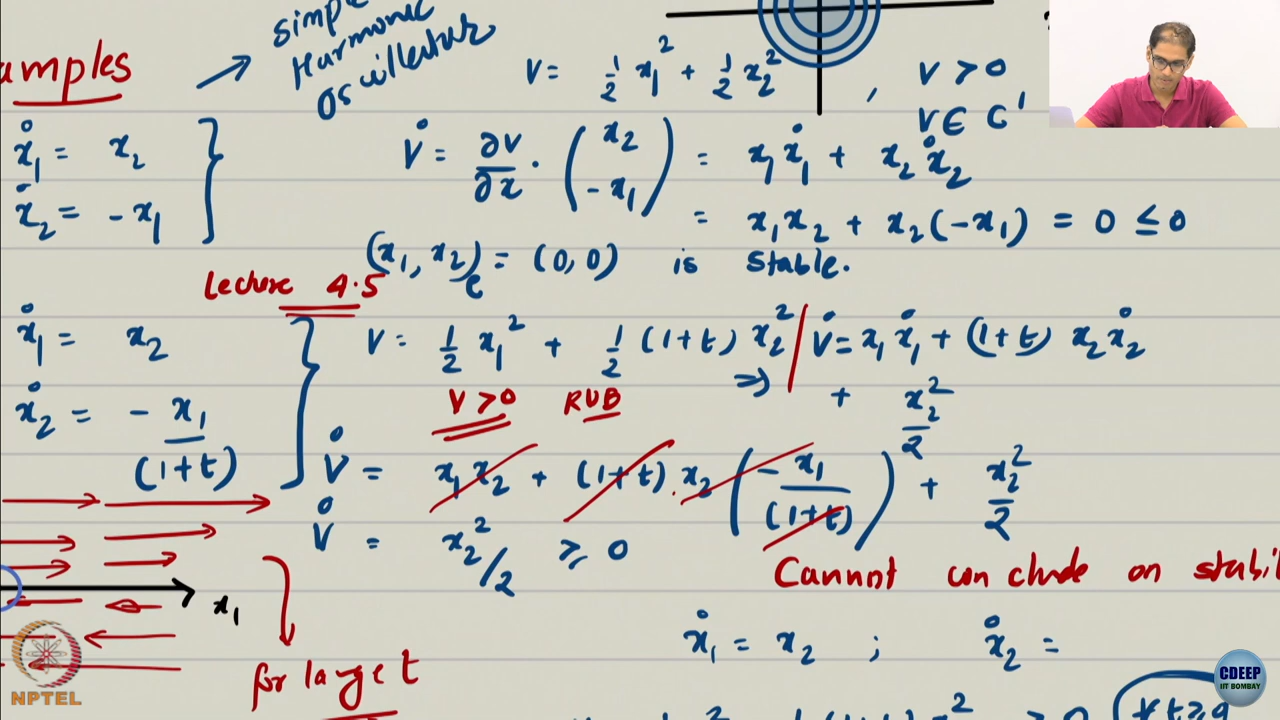 simple
Harmonic
Oscillator
amples
V = 1/2 x₁² + 1/2 x₂² , V > 0
V ∈ C¹
ẋ₁ = x₂
ẋ₂ = -x₁
V̇ = ∂V/∂x · (x₂ -x₁) = x₁ẋ₁ + x₂ẋ₂
= x₁x₂ + x₂(-x₁) = 0 ≤ 0
(x₁, x₂)e = (0,0) is stable.
Lecture 4.5
ẋ₁ = x₂
ẋ₂ = - x₁/(1+t)
V = 1/2 x₁² + 1/2 (1+t) x₂² ⇒ V̇ = x₁ẋ₁ + (1+t) x₂ẋ₂
+ x₂²/2
V > 0 RUB
V̇ = x₁x₂ + (1+t) . x₂ (- x₁/(1+t)) + x₂²/2
V̇ = x₂²/2 ≥ 0
Cannot conclude on stabi
x₁
for large t
ẋ₁ = x₂ ; ẋ₂ =
NPTEL
CDEEP
IIT BOMBAY